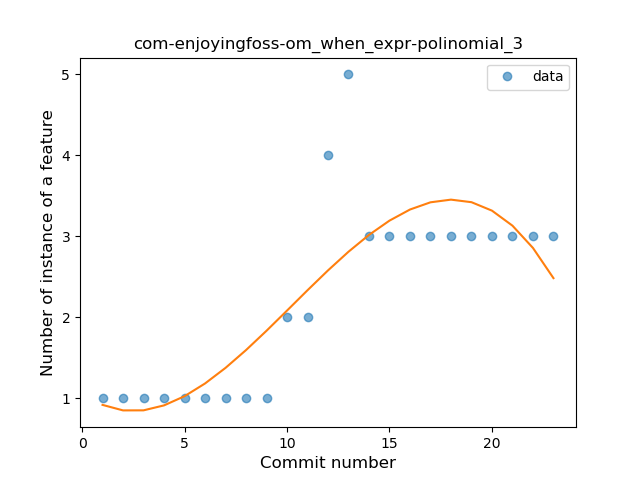 com-enjoyingfoss-om_when_expr-polinomial_3
data
Number of instance of a feature
5
4
3
2
1
0
5
10
15
20
Commit number